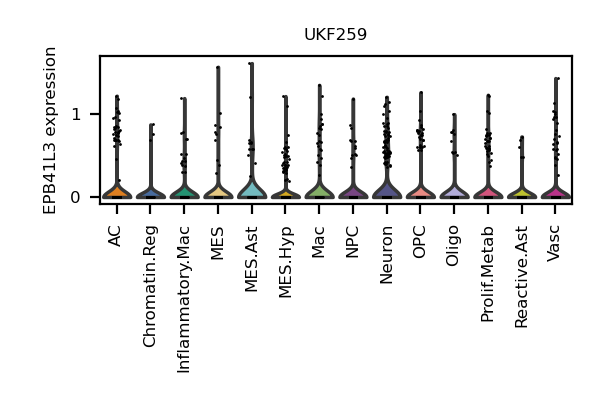 UKF259
EPB41L3 expression
1
0
AC
Chromatin.Reg
Inflammatory.Mac
MES
MES.Ast
MES.Hyp
Mac
NPC
Neuron
OPC
Oligo
Prolif.Metab
Reactive.Ast
Vasc